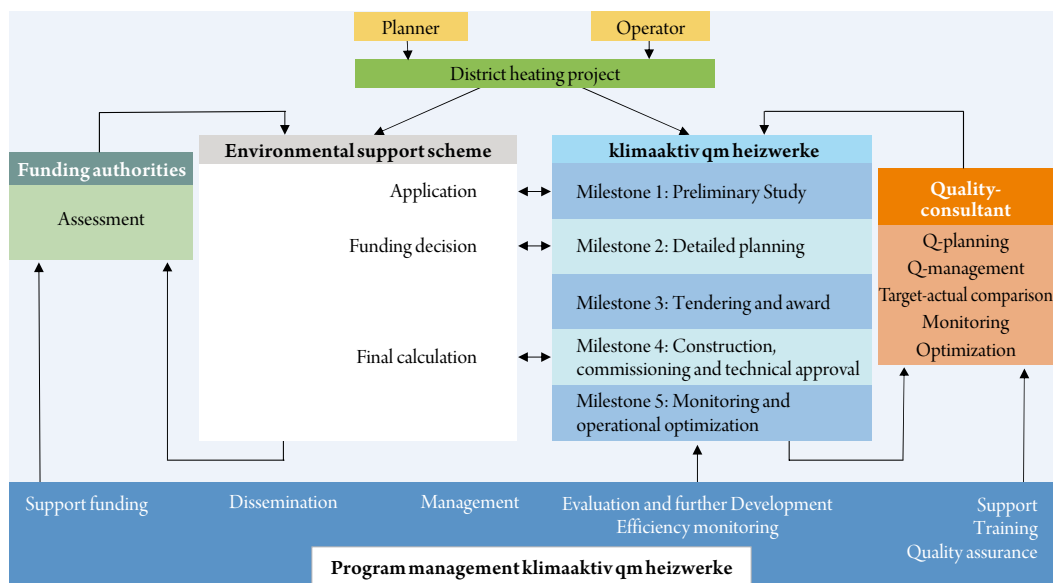 Planner
Operator
District heating project
Funding authorities
Assessment
Environmental support scheme
Application
Funding decision
Final calculation
klimaaktiv qm heizwerke
Milestone 1: Preliminary Study
Milestone 2: Detailed planning
Milestone 3: Tendering and award
Milestone 4: Construction,
commissioning and technical approval
Milestone 5: Monitoring and
operational optimization
Quality-
consultant
Q-planning
Q-management
Target-actual comparison
Monitoring
Optimization
Support funding
Dissemination
Management
Evaluation and further Development
Efficiency monitoring
Support
Training
Quality assurance
Program management klimaaktiv qm heizwerke